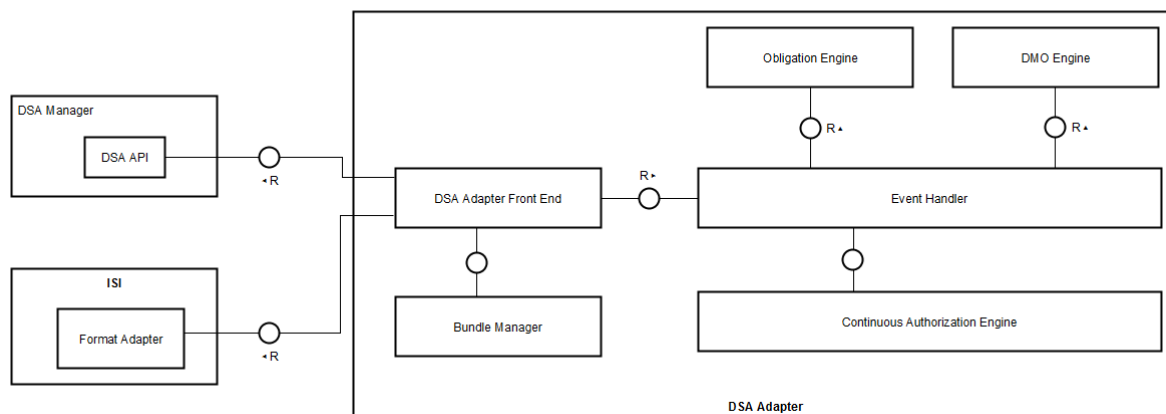 Obligation Engine
DMO Engine
R ▴
R ▴
DSA Manager
DSA API
◂ R
DSA Adapter Front End
R ▸
Event Handler
ISI
Format Adapter
◂ R
Bundle Manager
Continuous Authorization Engine
DSA Adapter